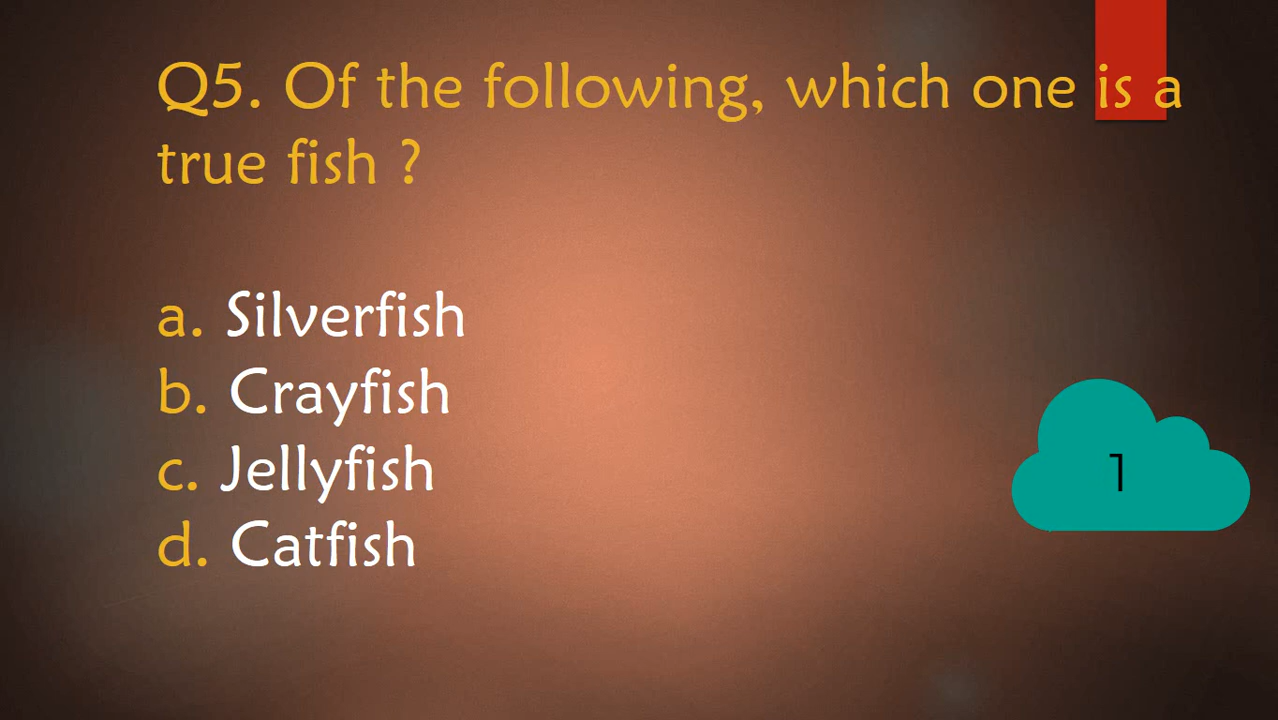 Q5. Of the following, which one is a
true fish ?
a. Silverfish
b. Crayfish
c. Jellyfish
d. Catfish
1